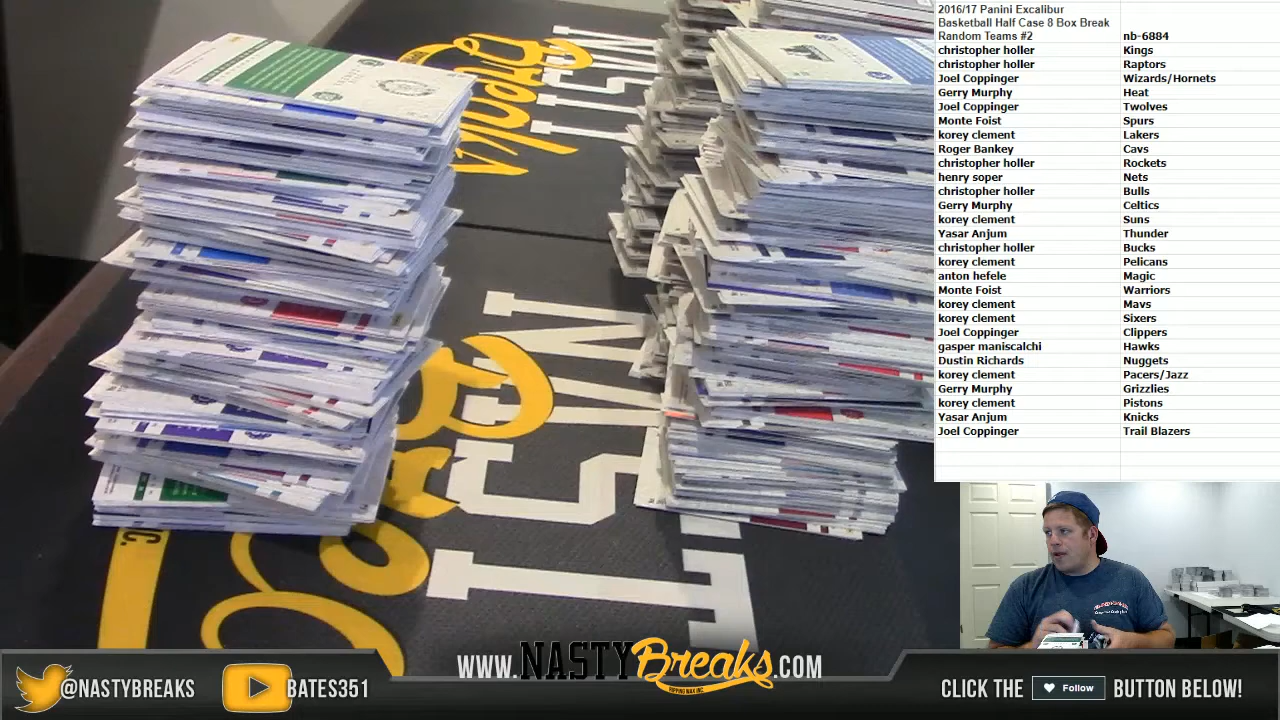 2016/17 Panini Excalibur
Basketball Half Case 8 Box Break
Random Teams #2 nb-6884
christopher holler Kings
christopher holler Raptors
Joel Coppinger Wizards/Hornets
Gerry Murphy Heat
Joel Coppinger Twolves
Monte Foist Spurs
korey clement Lakers
Roger Bankey Cavs
christopher holler Rockets
henry soper Nets
christopher holler Bulls
Gerry Murphy Celtics
korey clement Suns
Yasar Anjum Thunder
christopher holler Bucks
korey clement Pelicans
anton hefele Magic
Monte Foist Warriors
korey clement Mavs
korey clement Sixers
Joel Coppinger Clippers
gasper maniscalchi Hawks
Dustin Richards Nuggets
korey clement Pacers/Jazz
Gerry Murphy Grizzlies
korey clement Pistons
Yasar Anjum Knicks
Joel Coppinger Trail Blazers
@NASTYBREAKS
BATES351
WWW.NASTYBreaks.COM
RIPPING WAX INC.
CLICK THE Follow BUTTON BELOW!